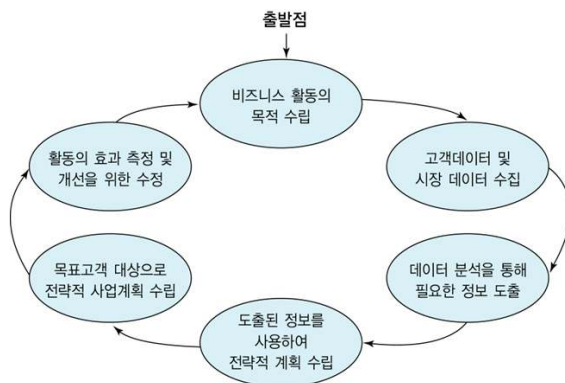 출발점
비즈니스 활동의
목적 수립
고객데이터 및
시장 데이터 수집
데이터 분석을 통해
필요한 정보 도출
도출된 정보를
사용하여
전략적 계획 수립
목표고객 대상으로
전략적 사업계획 수립
활동의 효과 측정 및
개선을 위한 수정